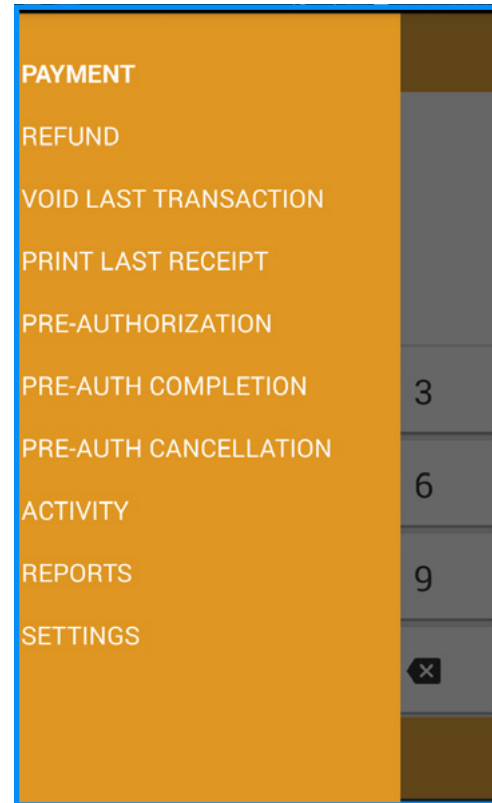 PAYMENT
REFUND
VOID LAST TRANSACTION
PRINT LAST RECEIPT
PRE-AUTHORIZATION
PRE-AUTH COMPLETION
PRE-AUTH CANCELLATION
ACTIVITY
REPORTS
SETTINGS
3
6
9